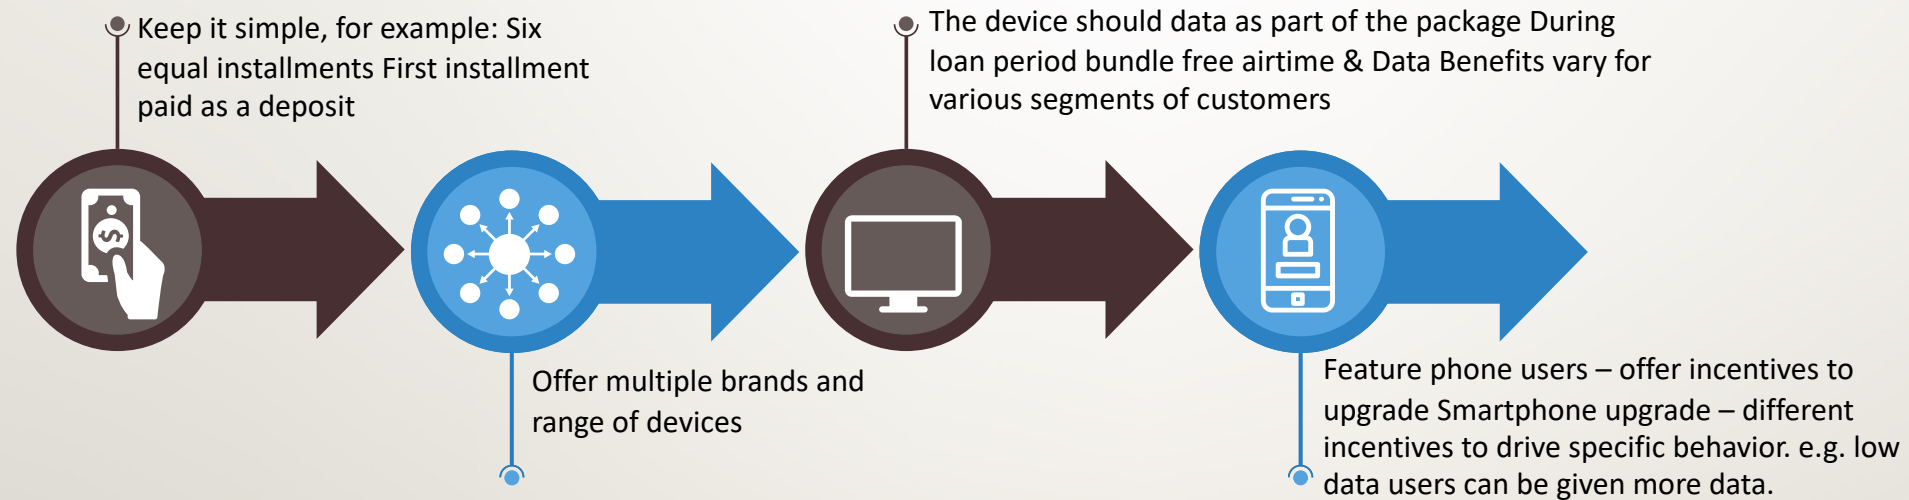 Keep it simple, for example: Six
equal installments First installment
paid as a deposit
The device should data as part of the package During
loan period bundle free airtime & Data Benefits vary for
various segments of customers
Offer multiple brands and
range of devices
Feature phone users – offer incentives to
upgrade Smartphone upgrade – different
incentives to drive specific behavior. e.g. low
data users can be given more data.